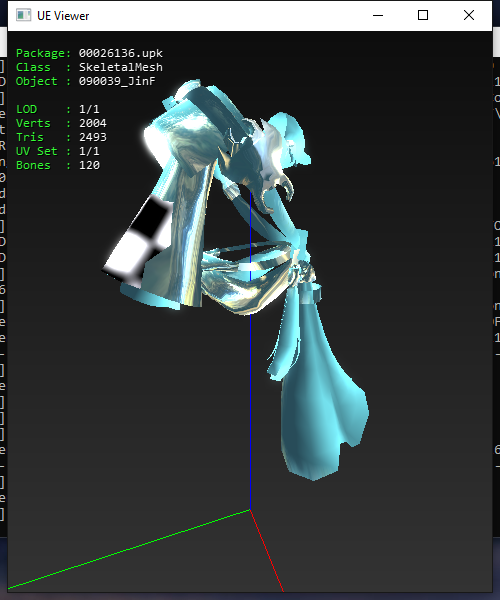 UE Viewer
Package: 00026136.upk
Class : SkeletalMesh
Object : 090039_JinF
LOD : 1/1
Verts : 2004
Tris : 2493
UV Set : 1/1
Bones : 120